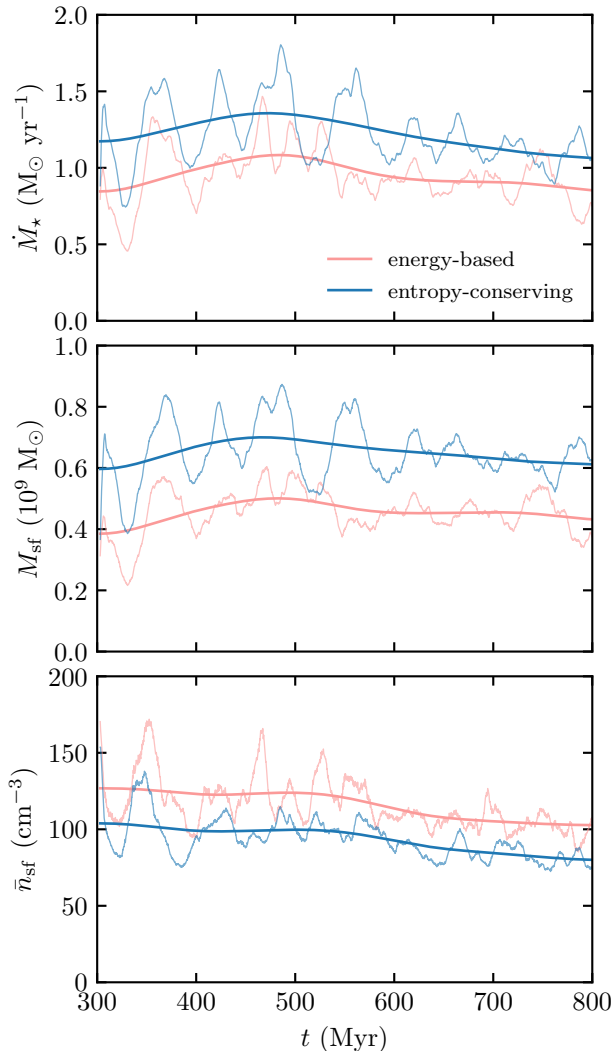 2.0
1.5
1.0
0.5
0.0
Ṁ⋆ (M⊙ yr⁻¹)
energy-based
entropy-conserving
1.0
0.8
0.6
0.4
0.2
0.0
M_sf (10⁹ M⊙)
200
150
100
50
0
n̄_sf (cm⁻³)
300 400 500 600 700 800
t (Myr)